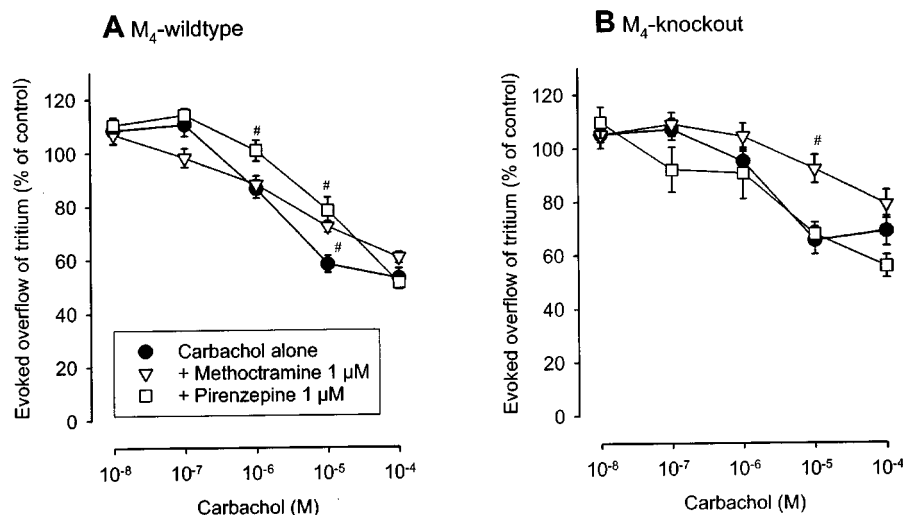 A M₄-wildtype
Evoked overflow of tritium (% of control)
120
100
80
60
40
20
0
#
#
#
Carbachol alone
+ Methoctramine 1 µM
+ Pirenzepine 1 µM
10⁻⁸ 10⁻⁷ 10⁻⁶ 10⁻⁵ 10⁻⁴
Carbachol (M)
B M₄-knockout
Evoked overflow of tritium (% of control)
120
100
80
60
40
20
0
#
10⁻⁸ 10⁻⁷ 10⁻⁶ 10⁻⁵ 10⁻⁴
Carbachol (M)